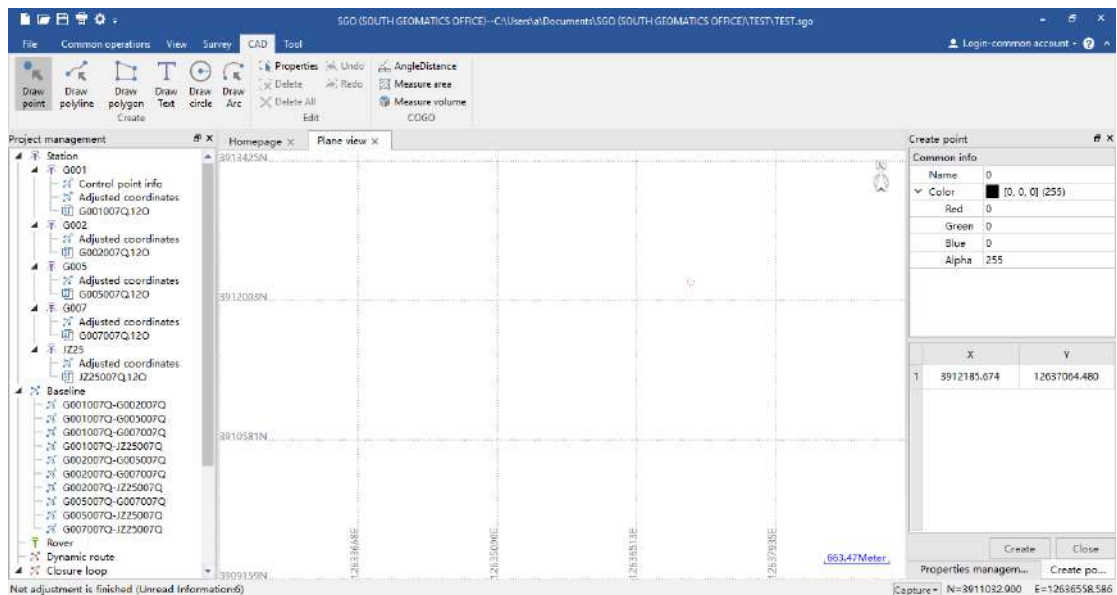 SGO (SOUTH GEOMATICS OFFICE)--C:\Users\a\Documents\SGO (SOUTH GEOMATICS OFFICE)\TEST\TEST.sgo
File Common operations View Survey CAD Tool Login-common account
Draw point
Draw polyline
Draw polygon
Draw Text
Draw circle
Draw Arc
Create
Properties Undo
Delete Redo
Delete All
Edit
AngleDistance
Measure area
Measure volume
COGO
Project management
Station
G001
Control point info
Adjusted coordinates
G001007Q.12O
G002
Adjusted coordinates
G002007Q.12O
G005
Adjusted coordinates
G005007Q.12O
G007
Adjusted coordinates
G007007Q.12O
JZ25
Adjusted coordinates
JZ25007Q.12O
Baseline
G001007Q-G002007Q
G001007Q-G005007Q
G001007Q-G007007Q
G001007Q-JZ25007Q
G002007Q-G005007Q
G002007Q-G007007Q
G002007Q-JZ25007Q
G005007Q-G007007Q
G005007Q-JZ25007Q
G007007Q-JZ25007Q
Rover
Dynamic route
Closure loop
Homepage Plane view
3913425N
3912003N
3910581N
3909159N
12633668E
12635090E
12636513E
12637935E
663.47Meter
Create point
Common info
Name 0
Color [0, 0, 0] (255)
Red 0
Green 0
Blue 0
Alpha 255
X Y
1 3912185.674 12637064.480
Create Close
Properties managem... Create po...
Net adjustment is finished (Unread Information:6)
Capture N=3911032.900 E=12636558.586